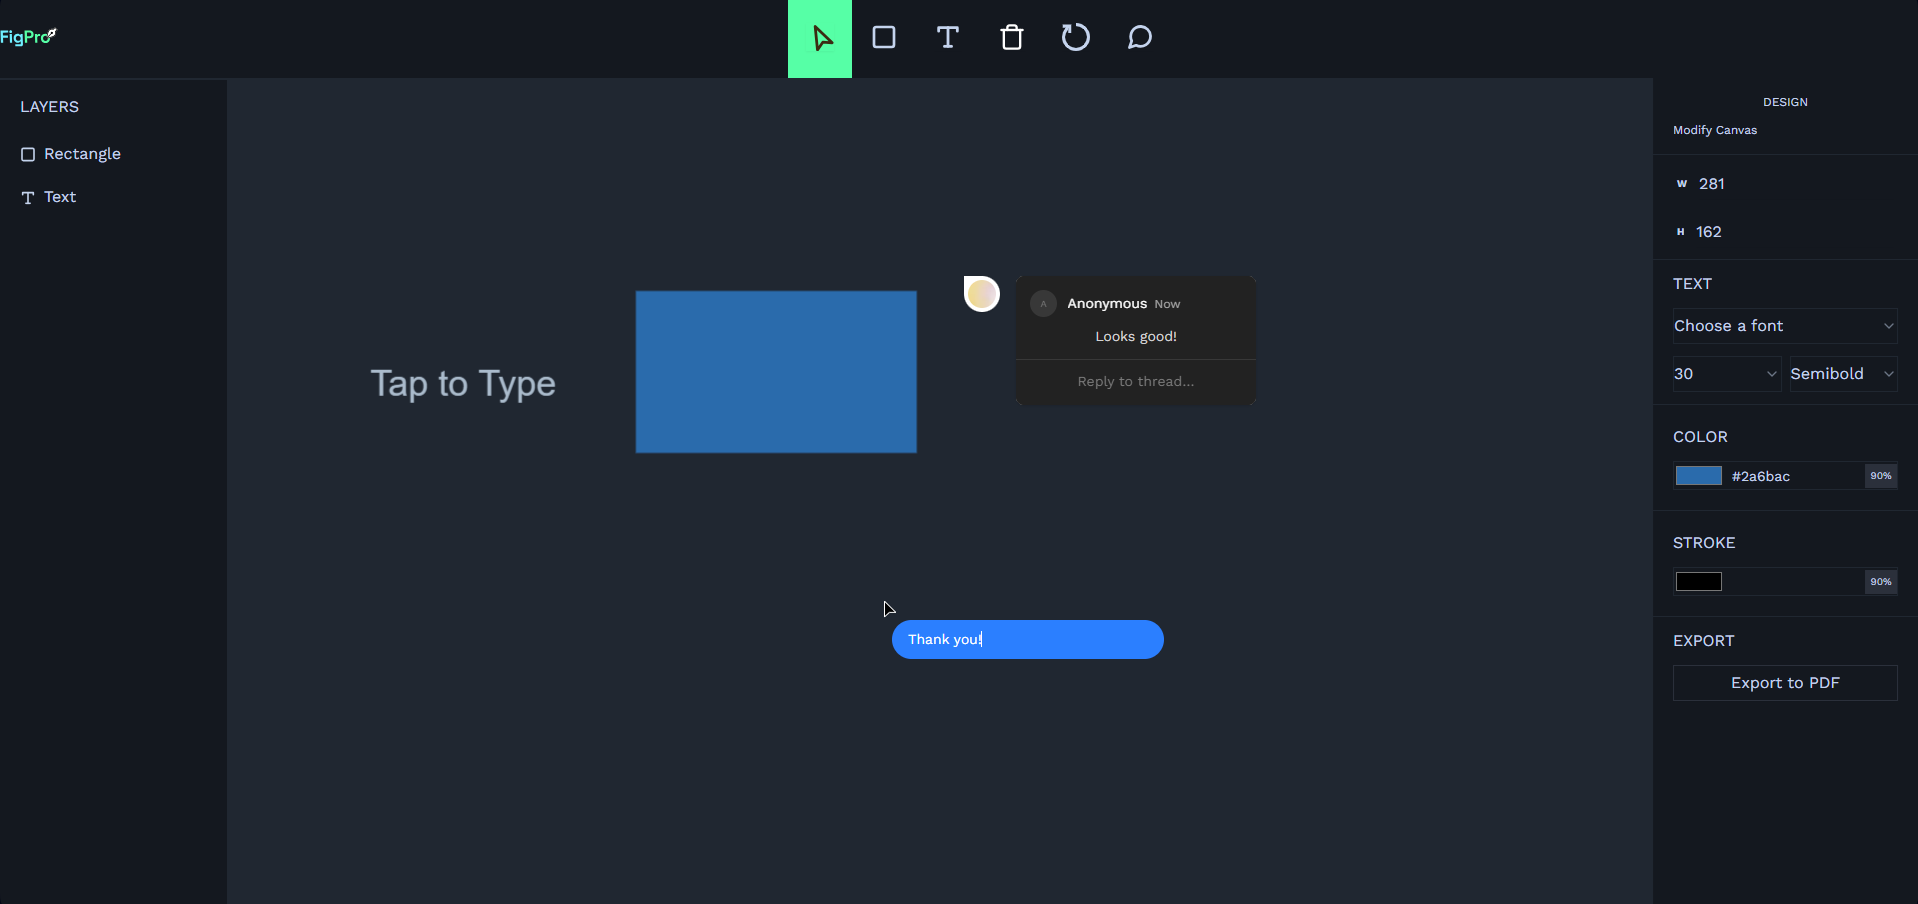 FigPro
LAYERS
Rectangle
Text
Tap to Type
A Anonymous Now
Looks good!
Reply to thread...
Thank you!
DESIGN
Modify Canvas
W 281
H 162
TEXT
Choose a font
30 Semibold
COLOR
#2a6bac 90%
STROKE
90%
EXPORT
Export to PDF